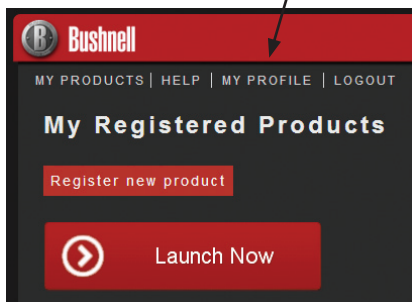 B Bushnell
MY PRODUCTS | HELP | MY PROFILE | LOGOUT
My Registered Products
Register new product
Launch Now